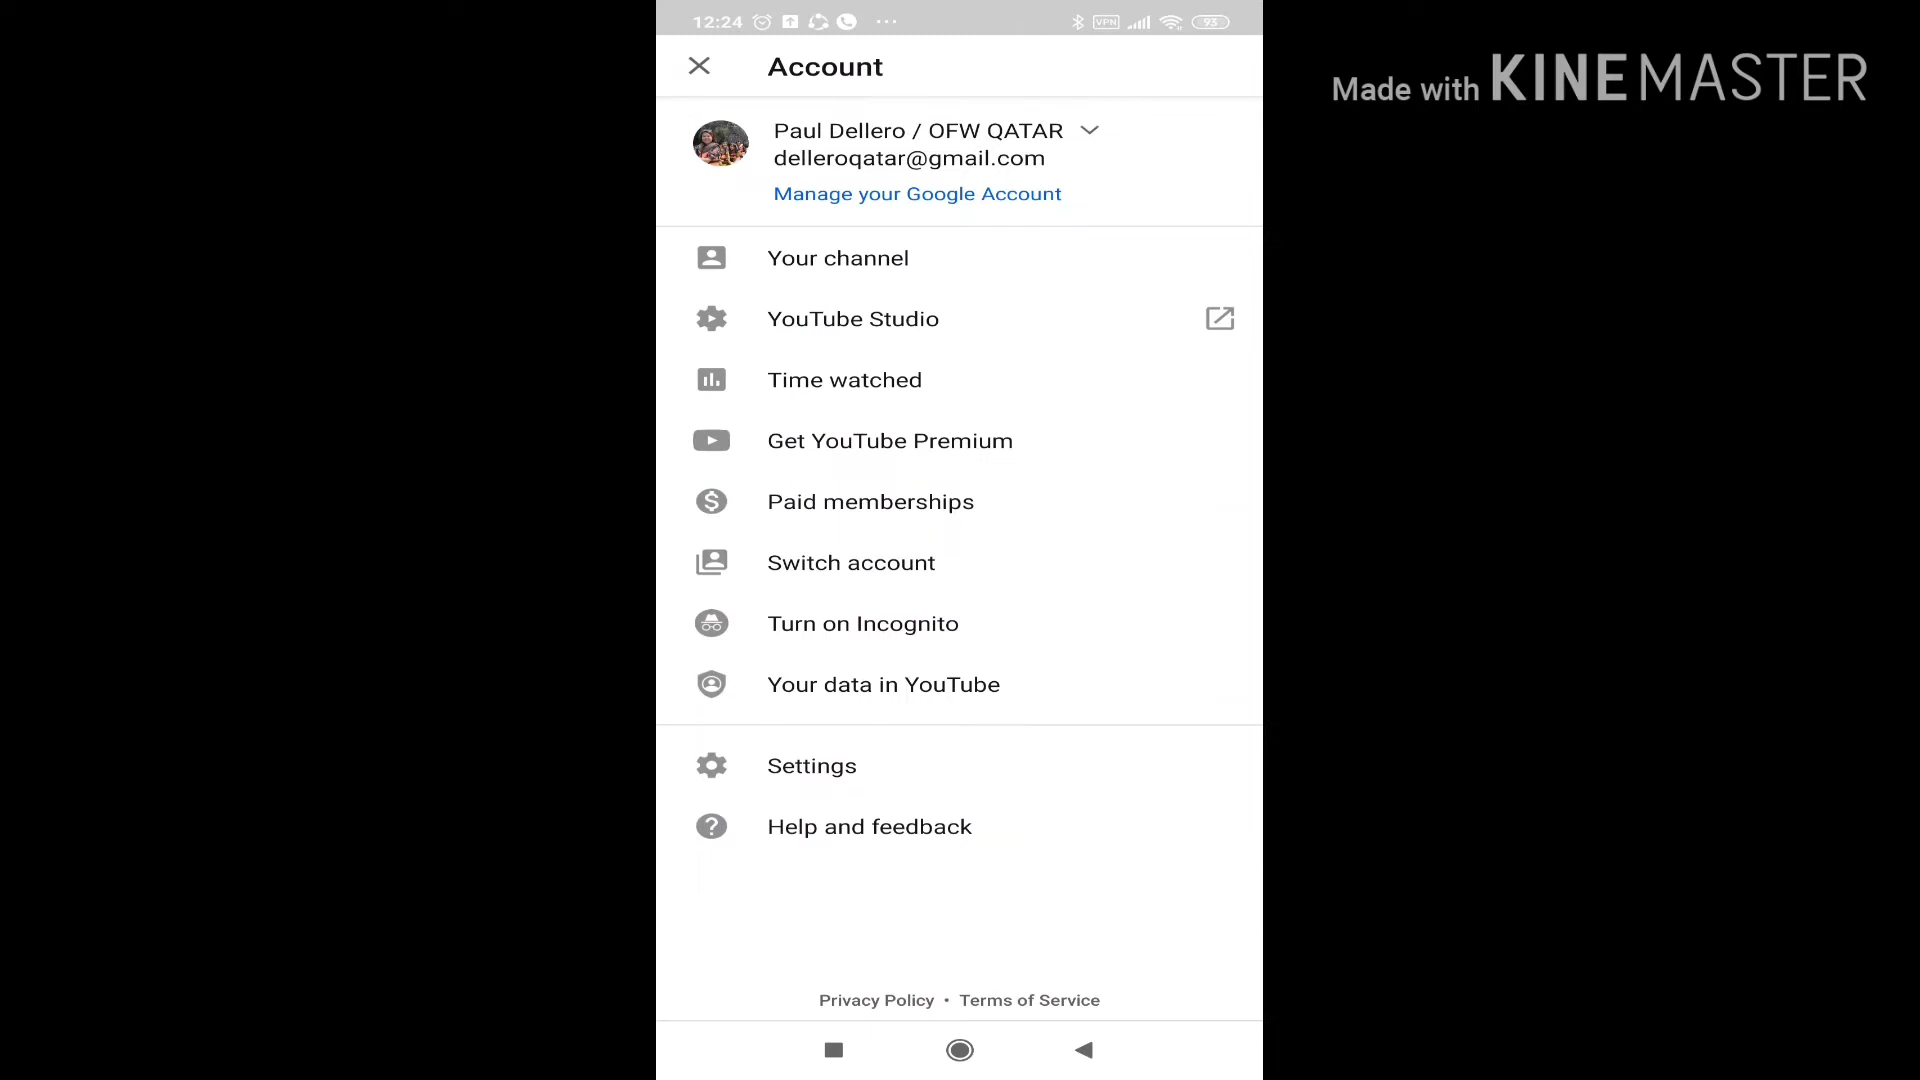 12:24
VPN
93
Made with KINEMASTER
Account
Paul Dellero / OFW QATAR
delleroqatar@gmail.com
Manage your Google Account
Your channel
YouTube Studio
Time watched
Get YouTube Premium
Paid memberships
Switch account
Turn on Incognito
Your data in YouTube
Settings
Help and feedback
Privacy Policy • Terms of Service